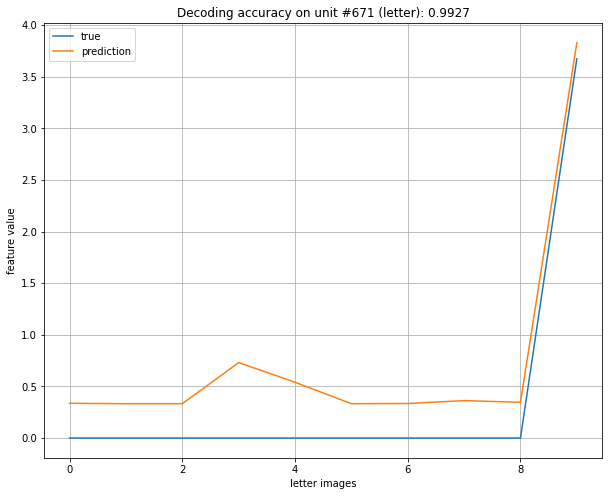 Decoding accuracy on unit #671 (letter): 0.9927
true
prediction
4.0
3.5
3.0
2.5
2.0
1.5
1.0
0.5
0.0
feature value
0 2 4 6 8
letter images